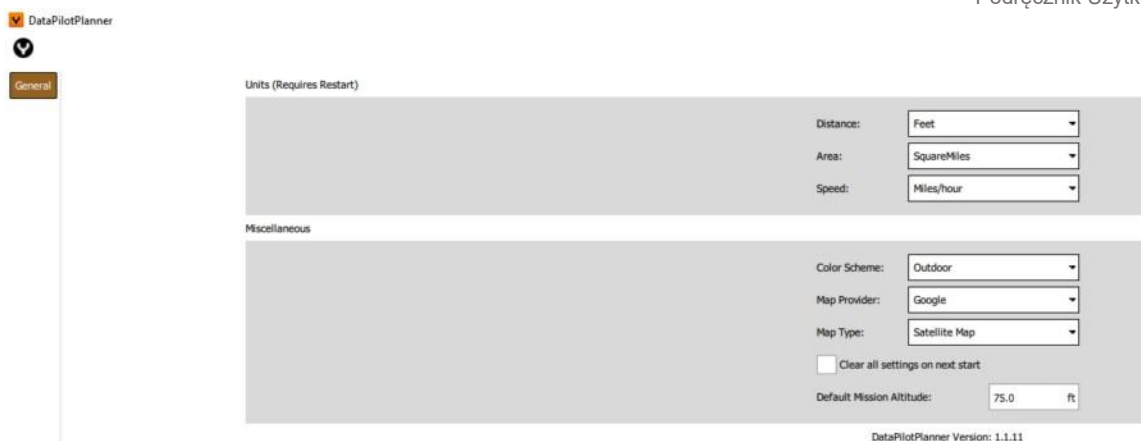 DataPilotPlanner
General
Units (Requires Restart)
Distance: Feet
Area: SquareMiles
Speed: Miles/hour
Miscellaneous
Color Scheme: Outdoor
Map Provider: Google
Map Type: Satellite Map
Clear all settings on next start
Default Mission Altitude: 75.0 ft
DataPilotPlanner Version: 1.1.11